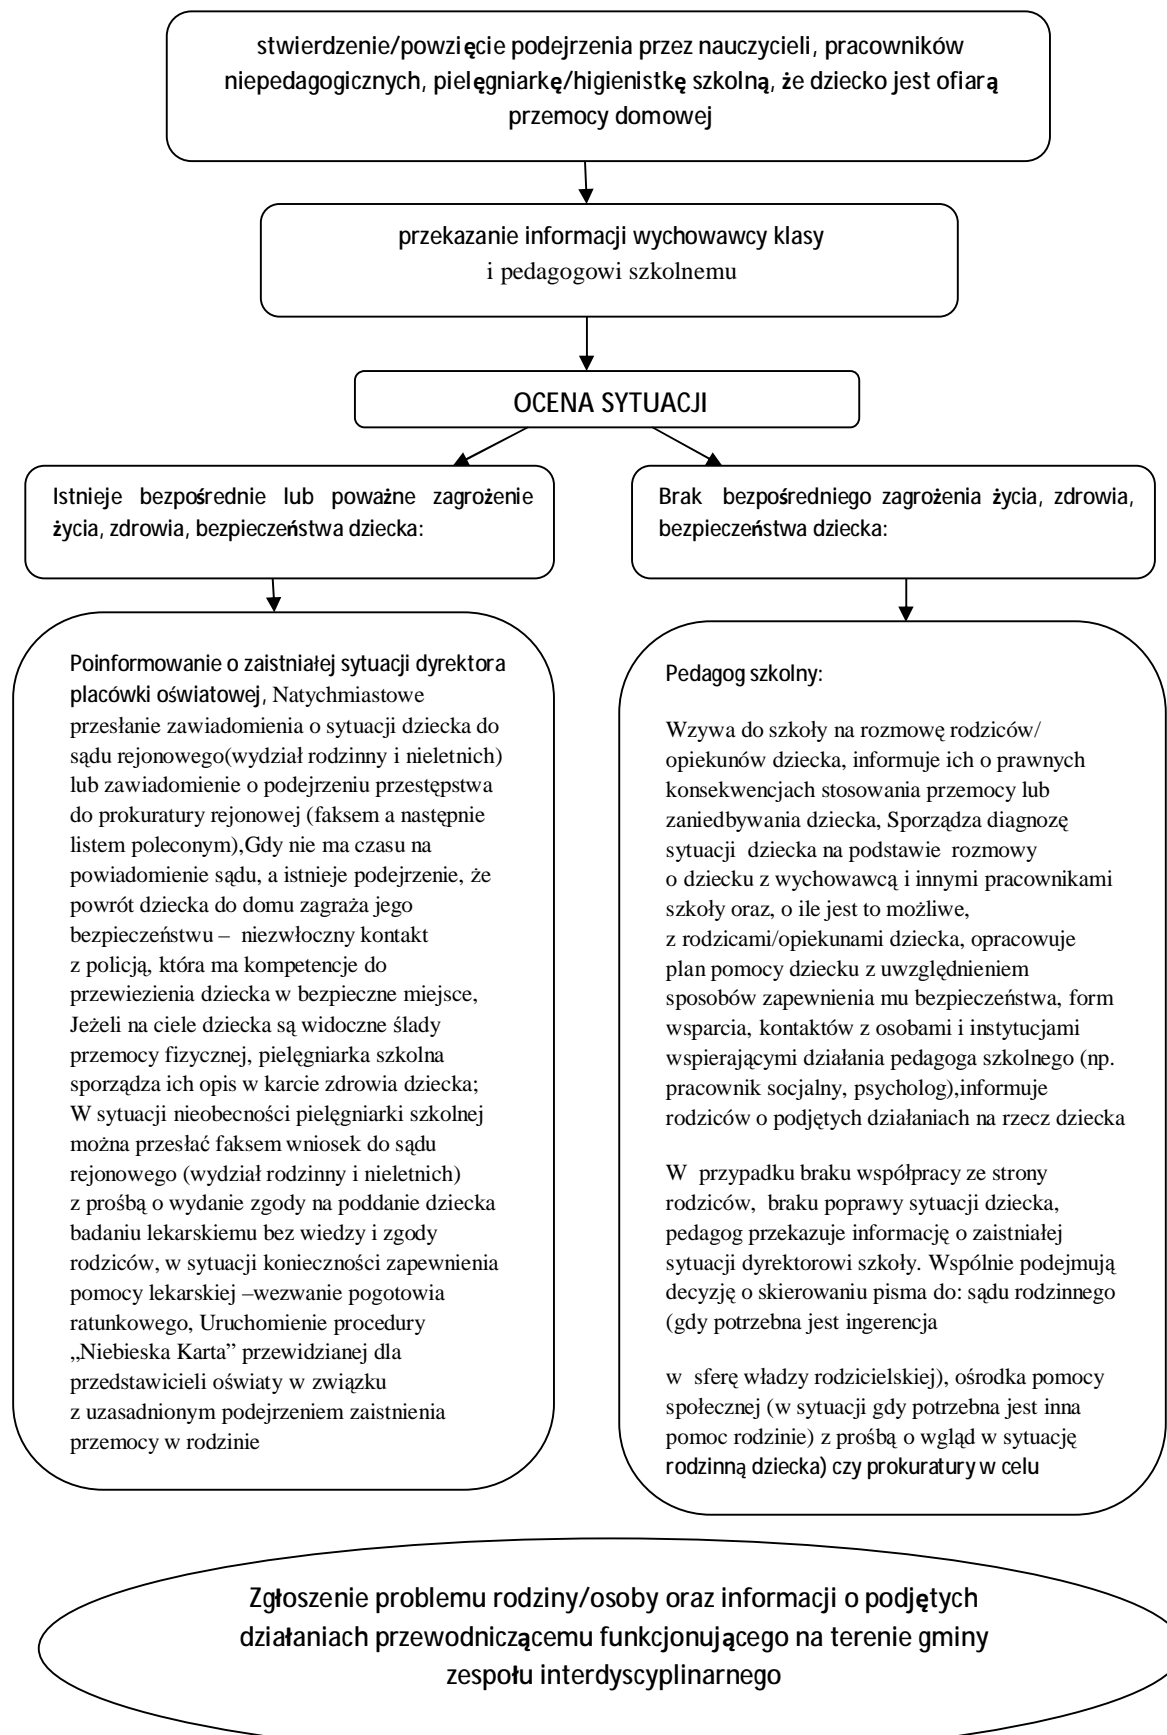 stwierdzenie/powzięcie podejrzenia przez nauczycieli, pracowników
niepedagogicznych, pielęgniarkę/higienistkę szkolną, że dziecko jest ofiarą
przemocy domowej
przekazanie informacji wychowawcy klasy
i pedagogowi szkolnemu
OCENA SYTUACJI
Istnieje bezpośrednie lub poważne zagrożenie
życia, zdrowia, bezpieczeństwa dziecka:
Brak bezpośredniego zagrożenia życia, zdrowia,
bezpieczeństwa dziecka:
Poinformowanie o zaistniałej sytuacji dyrektora
placówki oświatowej, Natychmiastowe
przesłanie zawiadomienia o sytuacji dziecka do
sądu rejonowego(wydział rodzinny i nieletnich)
lub zawiadomienie o podejrzeniu przestępstwa
do prokuratury rejonowej (faksem a następnie
listem poleconym),Gdy nie ma czasu na
powiadomienie sądu, a istnieje podejrzenie, że
powrót dziecka do domu zagraża jego
bezpieczeństwu – niezwłoczny kontakt
z policją, która ma kompetencje do
przewiezienia dziecka w bezpieczne miejsce,
Jeżeli na ciele dziecka są widoczne ślady
przemocy fizycznej, pielęgniarka szkolna
sporządza ich opis w karcie zdrowia dziecka;
W sytuacji nieobecności pielęgniarki szkolnej
można przesłać faksem wniosek do sądu
rejonowego (wydział rodzinny i nieletnich)
z prośbą o wydanie zgody na poddanie dziecka
badaniu lekarskiemu bez wiedzy i zgody
rodziców, w sytuacji konieczności zapewnienia
pomocy lekarskiej –wezwanie pogotowia
ratunkowego, Uruchomienie procedury
„Niebieska Karta” przewidzianej dla
przedstawicieli oświaty w związku
z uzasadnionym podejrzeniem zaistnienia
przemocy w rodzinie
Pedagog szkolny:
Wzywa do szkoły na rozmowę rodziców/
opiekunów dziecka, informuje ich o prawnych
konsekwencjach stosowania przemocy lub
zaniedbywania dziecka, Sporządza diagnozę
sytuacji dziecka na podstawie rozmowy
o dziecku z wychowawcą i innymi pracownikami
szkoły oraz, o ile jest to możliwe,
z rodzicami/opiekunami dziecka, opracowuje
plan pomocy dziecku z uwzględnieniem
sposobów zapewnienia mu bezpieczeństwa, form
wsparcia, kontaktów z osobami i instytucjami
wspierającymi działania pedagoga szkolnego (np.
pracownik socjalny, psycholog),informuje
rodziców o podjętych działaniach na rzecz dziecka
W przypadku braku współpracy ze strony
rodziców, braku poprawy sytuacji dziecka,
pedagog przekazuje informację o zaistniałej
sytuacji dyrektorowi szkoły. Wspólnie podejmują
decyzję o skierowaniu pisma do: sądu rodzinnego
(gdy potrzebna jest ingerencja
w sferę władzy rodzicielskiej), ośrodka pomocy
społecznej (w sytuacji gdy potrzebna jest inna
pomoc rodzinie) z prośbą o wgląd w sytuację
rodzinną dziecka) czy prokuratury w celu
Zgłoszenie problemu rodziny/osoby oraz informacji o podjętych
działaniach przewodniczącemu funkcjonującego na terenie gminy
zespołu interdyscyplinarnego